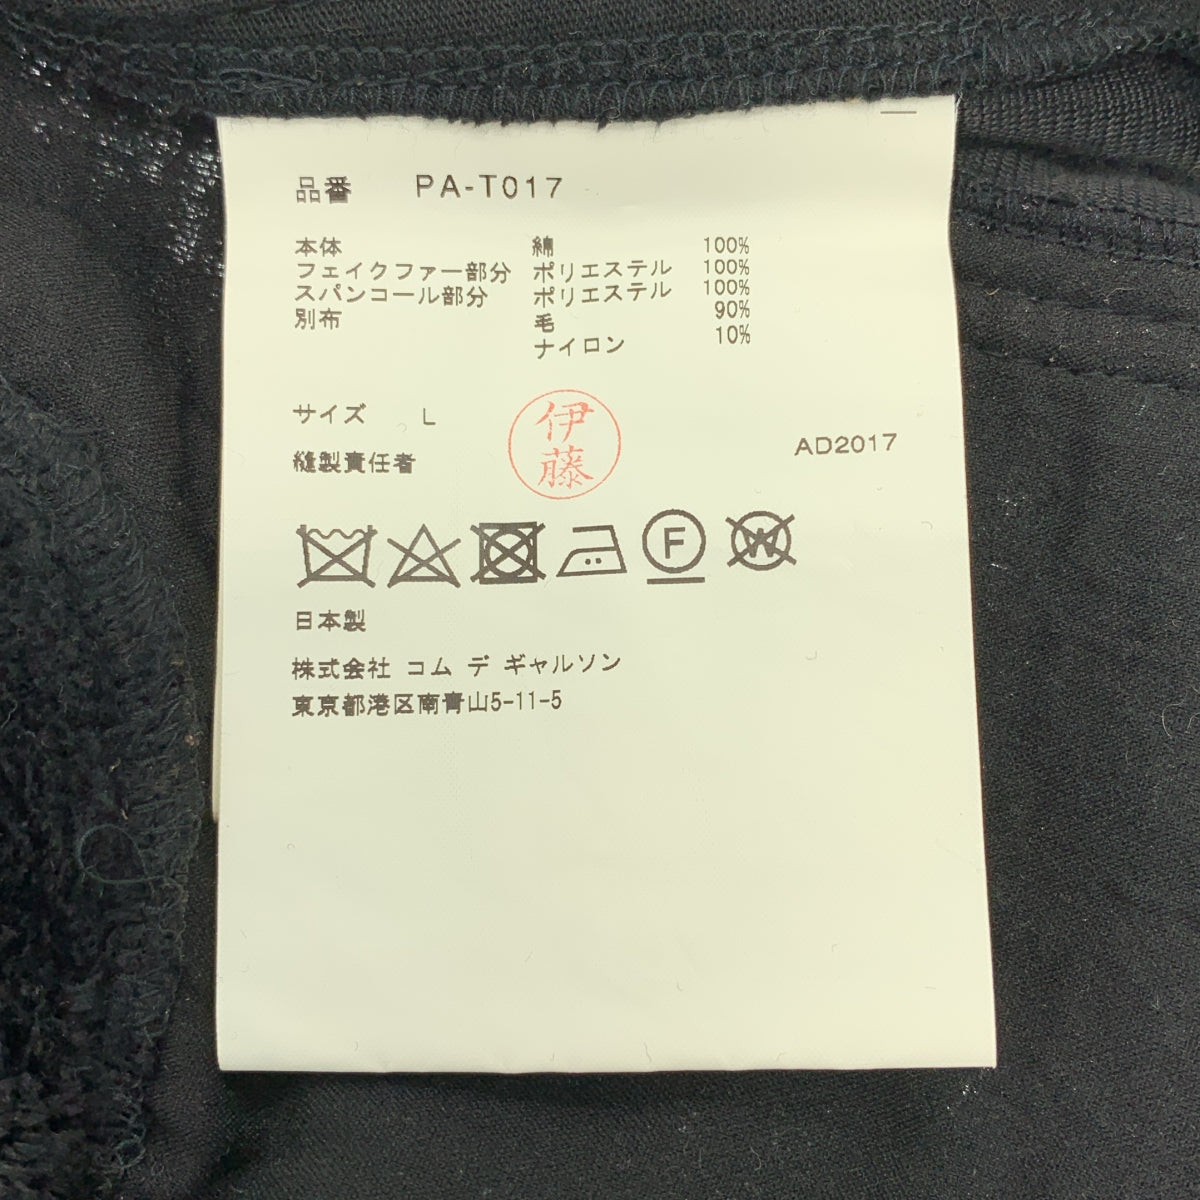 品番 PA-T017
本体 綿 100%
フェイクファー部分 ポリエステル 100%
スパンコール部分 ポリエステル 100%
別布 毛 90%
ナイロン 10%
サイズ L
伊藤
縫製責任者
AD2017
F W
日本製
株式会社 コム デ ギャルソン
東京都港区南青山5-11-5